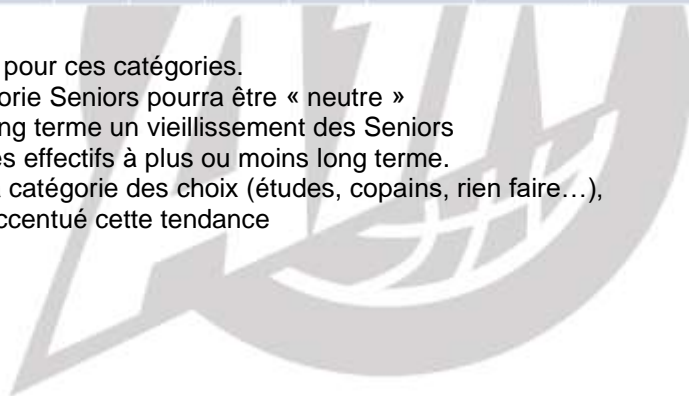 pour ces catégories.
orie Seniors pourra être « neutre »
ng terme un vieillissement des Seniors
es effectifs à plus ou moins long terme.
catégorie des choix (études, copains, rien faire…),
ccentué cette tendance
AIN